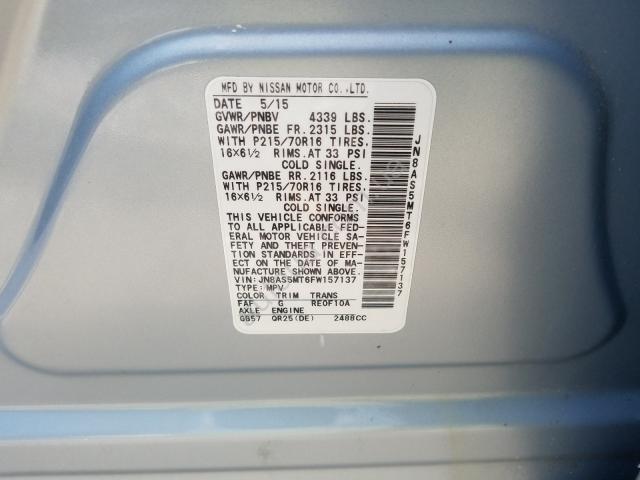 MFD BY NISSAN MOTOR CO.,LTD.
DATE 5/15
GVWR/PNBV 4339 LBS.
GAWR/PNBE FR. 2315 LBS.
WITH P215/70R16 TIRES.
16X6½ RIMS. AT 33 PSI
COLD SINGLE.
GAWR/PNBE RR. 2116 LBS.
WITH P215/70R16 TIRES.
16X6½ RIMS. AT 33 PSI
COLD SINGLE.
THIS VEHICLE CONFORMS
TO ALL APPLICABLE FED-
ERAL MOTOR VEHICLE SA-
FETY AND THEFT PREVEN-
TION STANDARDS IN EFF-
ECT ON THE DATE OF MA-
NUFACTURE SHOWN ABOVE.
VIN: JN8AS5MT6FW157137
TYPE: MPV
COLOR TRIM TRANS
FAF G RE0F10A
AXLE ENGINE
GB57 QR25(DE) 2488CC
JN8AS5MT6FW157137